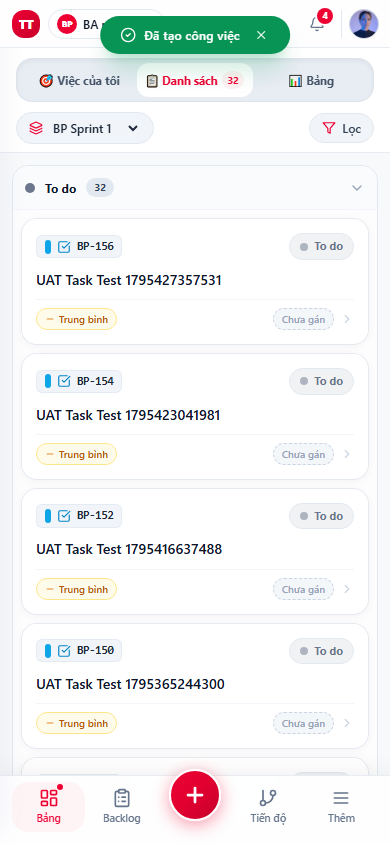 TT
BP
BA
Đã tạo công việc
4
Việc của tôi
Danh sách 32
Bảng
BP Sprint 1
Lọc
To do 32
BP-156
To do
UAT Task Test 1795427357531
Trung bình
Chưa gán
BP-154
To do
UAT Task Test 1795423041981
Trung bình
Chưa gán
BP-152
To do
UAT Task Test 1795416637488
Trung bình
Chưa gán
BP-150
To do
UAT Task Test 1795365244300
Trung bình
Chưa gán
Bảng
Backlog
Tiến độ
Thêm